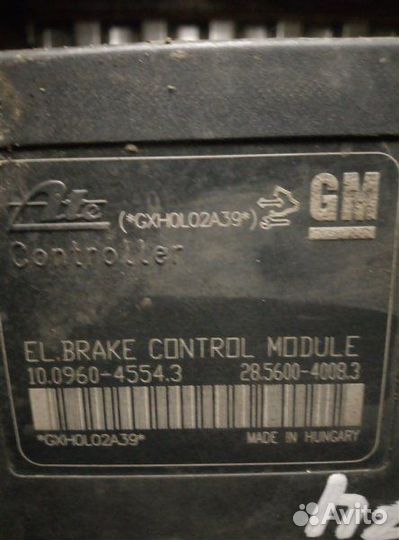 Ate (*GXHOL02A39*) GM
Controller
EL.BRAKE CONTROL MODULE
10.0960-4554.3 28.5600-4008.3
*GXHOL02A39* MADE IN HUNGARY
Avito